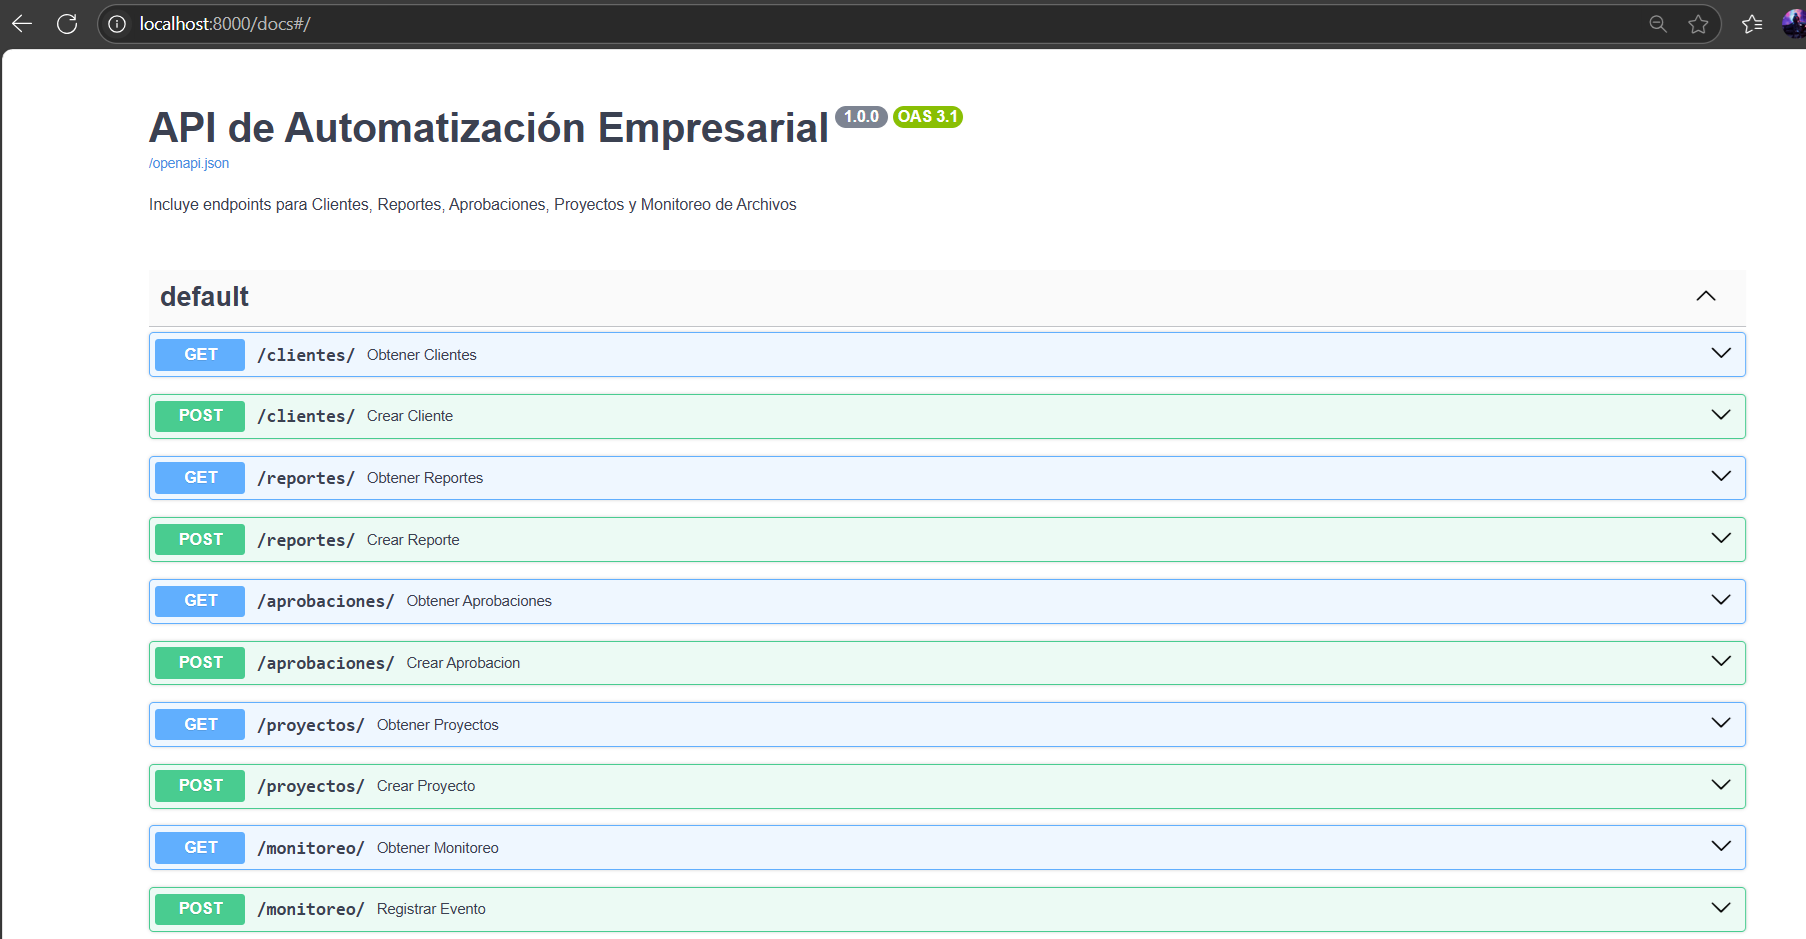 localhost:8000/docs#/
API de Automatización Empresarial 1.0.0 OAS 3.1
/openapi.json
Incluye endpoints para Clientes, Reportes, Aprobaciones, Proyectos y Monitoreo de Archivos
default
GET /clientes/ Obtener Clientes
POST /clientes/ Crear Cliente
GET /reportes/ Obtener Reportes
POST /reportes/ Crear Reporte
GET /aprobaciones/ Obtener Aprobaciones
POST /aprobaciones/ Crear Aprobacion
GET /proyectos/ Obtener Proyectos
POST /proyectos/ Crear Proyecto
GET /monitoreo/ Obtener Monitoreo
POST /monitoreo/ Registrar Evento